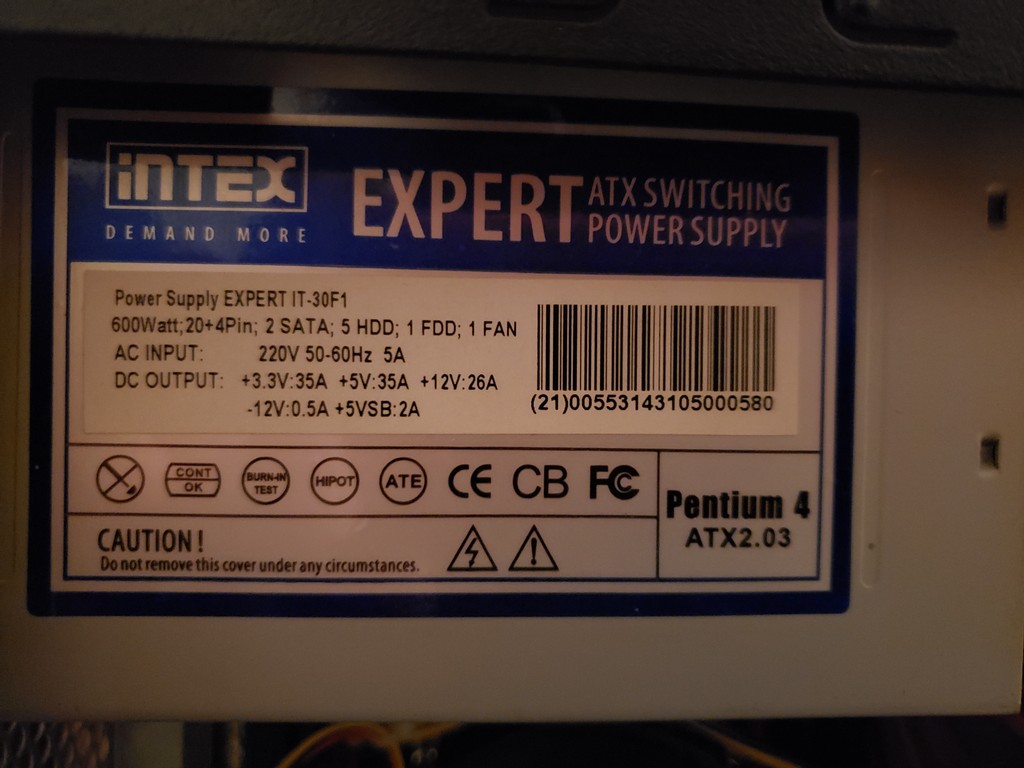 iNTEX
DEMAND MORE
EXPERT
ATX SWITCHING
POWER SUPPLY
Power Supply EXPERT IT-30F1
600Watt;20+4Pin; 2 SATA; 5 HDD; 1 FDD; 1 FAN
AC INPUT: 220V 50-60Hz 5A
DC OUTPUT: +3.3V:35A +5V:35A +12V:26A
-12V:0.5A +5VSB:2A
(21)00553143105000580
CONT
OK
BURN-IN
TEST
HIPOT
ATE
CE
CB
FC
Pentium 4
ATX2.03
CAUTION !
Do not remove this cover under any circumstances.